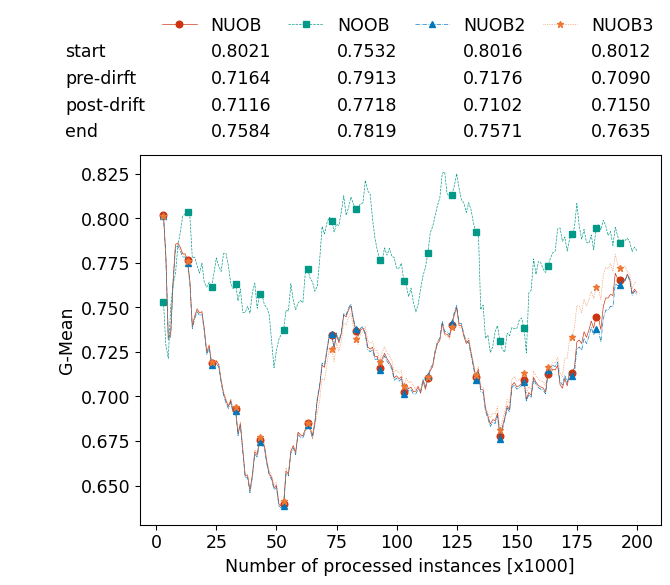 NUOB NOOB NUOB2 NUOB3
start 0.8021 0.7532 0.8016 0.8012
pre-dirft 0.7164 0.7913 0.7176 0.7090
post-drift 0.7116 0.7718 0.7102 0.7150
end 0.7584 0.7819 0.7571 0.7635
0.825
0.800
0.775
0.750
0.725
0.700
0.675
0.650
G-Mean
0 25 50 75 100 125 150 175 200
Number of processed instances [x1000]